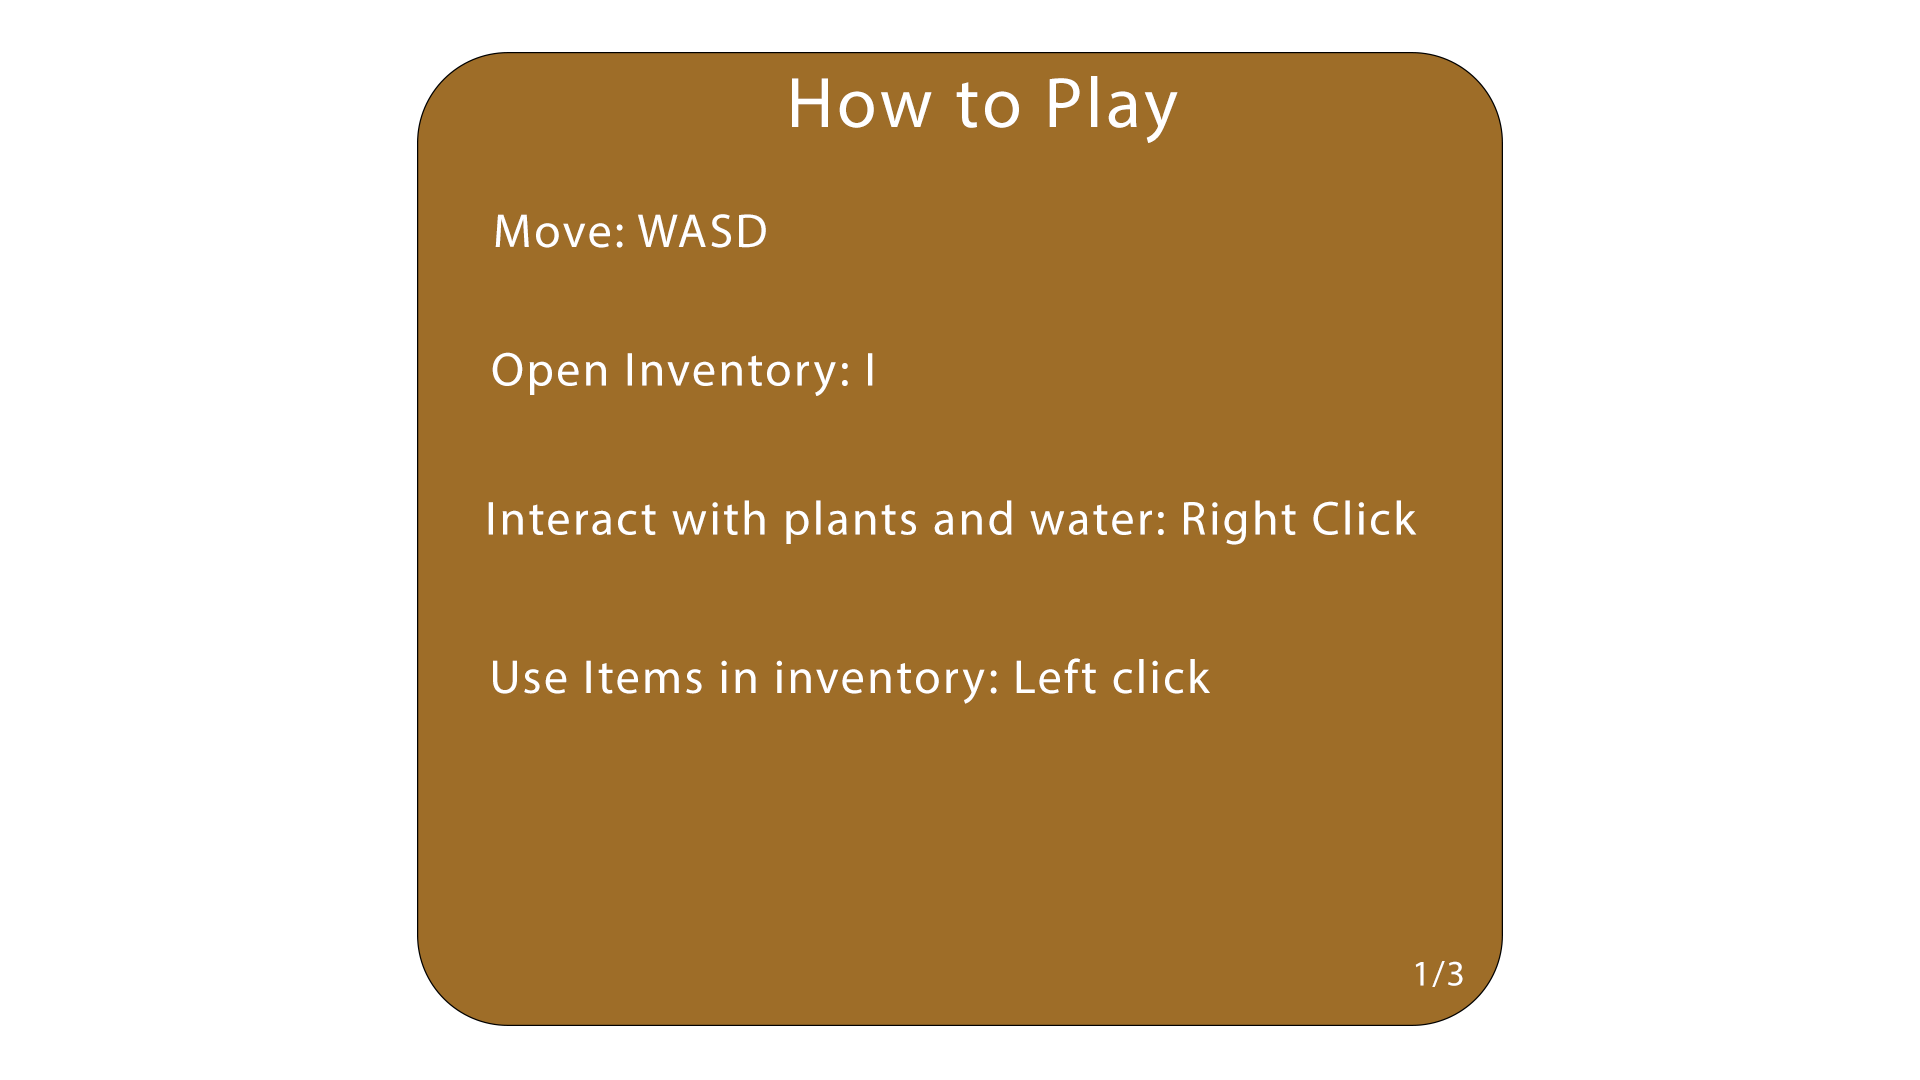 How to Play
Move: WASD
Open Inventory: I
Interact with plants and water: Right Click
Use Items in inventory: Left click
1/3